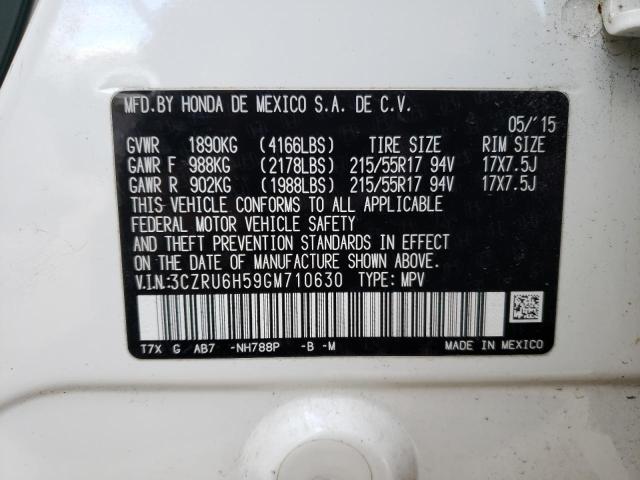 MFD.BY HONDA DE MEXICO S.A. DE C.V.
05/'15
GVWR 1890KG (4166LBS) TIRE SIZE RIM SIZE
GAWR F 988KG (2178LBS) 215/55R17 94V 17X7.5J
GAWR R 902KG (1988LBS) 215/55R17 94V 17X7.5J
THIS VEHICLE CONFORMS TO ALL APPLICABLE
FEDERAL MOTOR VEHICLE SAFETY
AND THEFT PREVENTION STANDARDS IN EFFECT
ON THE DATE OF MANUFACTURE SHOWN ABOVE.
V.I.N.:3CZRU6H59GM710630 TYPE: MPV
T7X G AB7 -NH788P -B -M MADE IN MEXICO